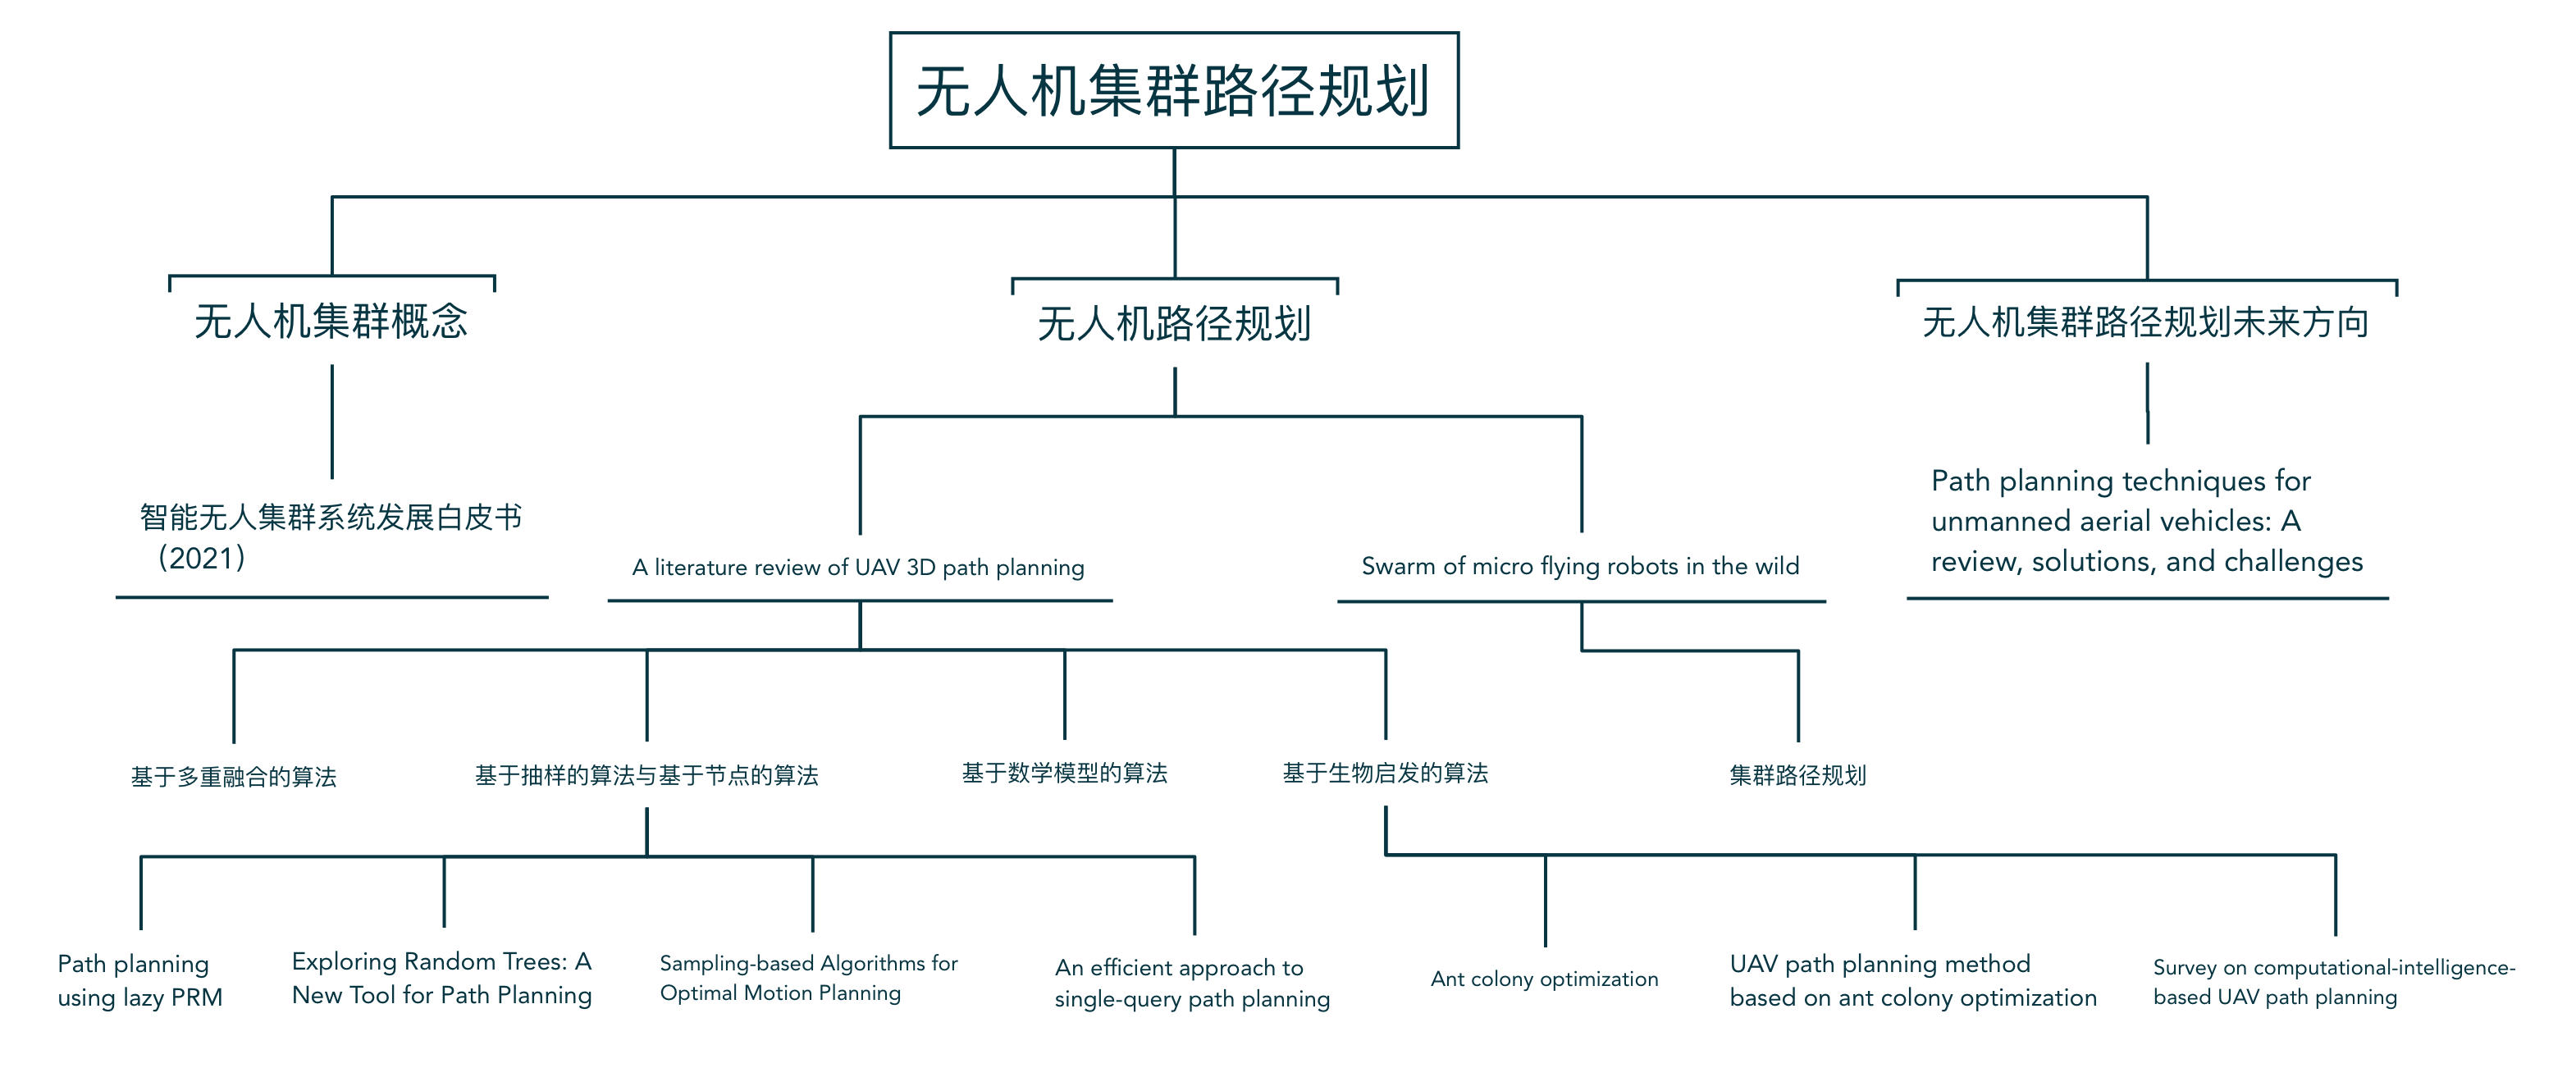 无人机集群路径规划
无人机集群概念
无人机路径规划
无人机集群路径规划未来方向
智能无人集群系统发展白皮书
（2021）
A literature review of UAV 3D path planning
Swarm of micro flying robots in the wild
Path planning techniques for
unmanned aerial vehicles: A
review, solutions, and challenges
基于多重融合的算法
基于抽样的算法与基于节点的算法
基于数学模型的算法
基于生物启发的算法
集群路径规划
Path planning
using lazy PRM
Exploring Random Trees: A
New Tool for Path Planning
Sampling-based Algorithms for
Optimal Motion Planning
An efficient approach to
single-query path planning
Ant colony optimization
UAV path planning method
based on ant colony optimization
Survey on computational-intelligence-
based UAV path planning